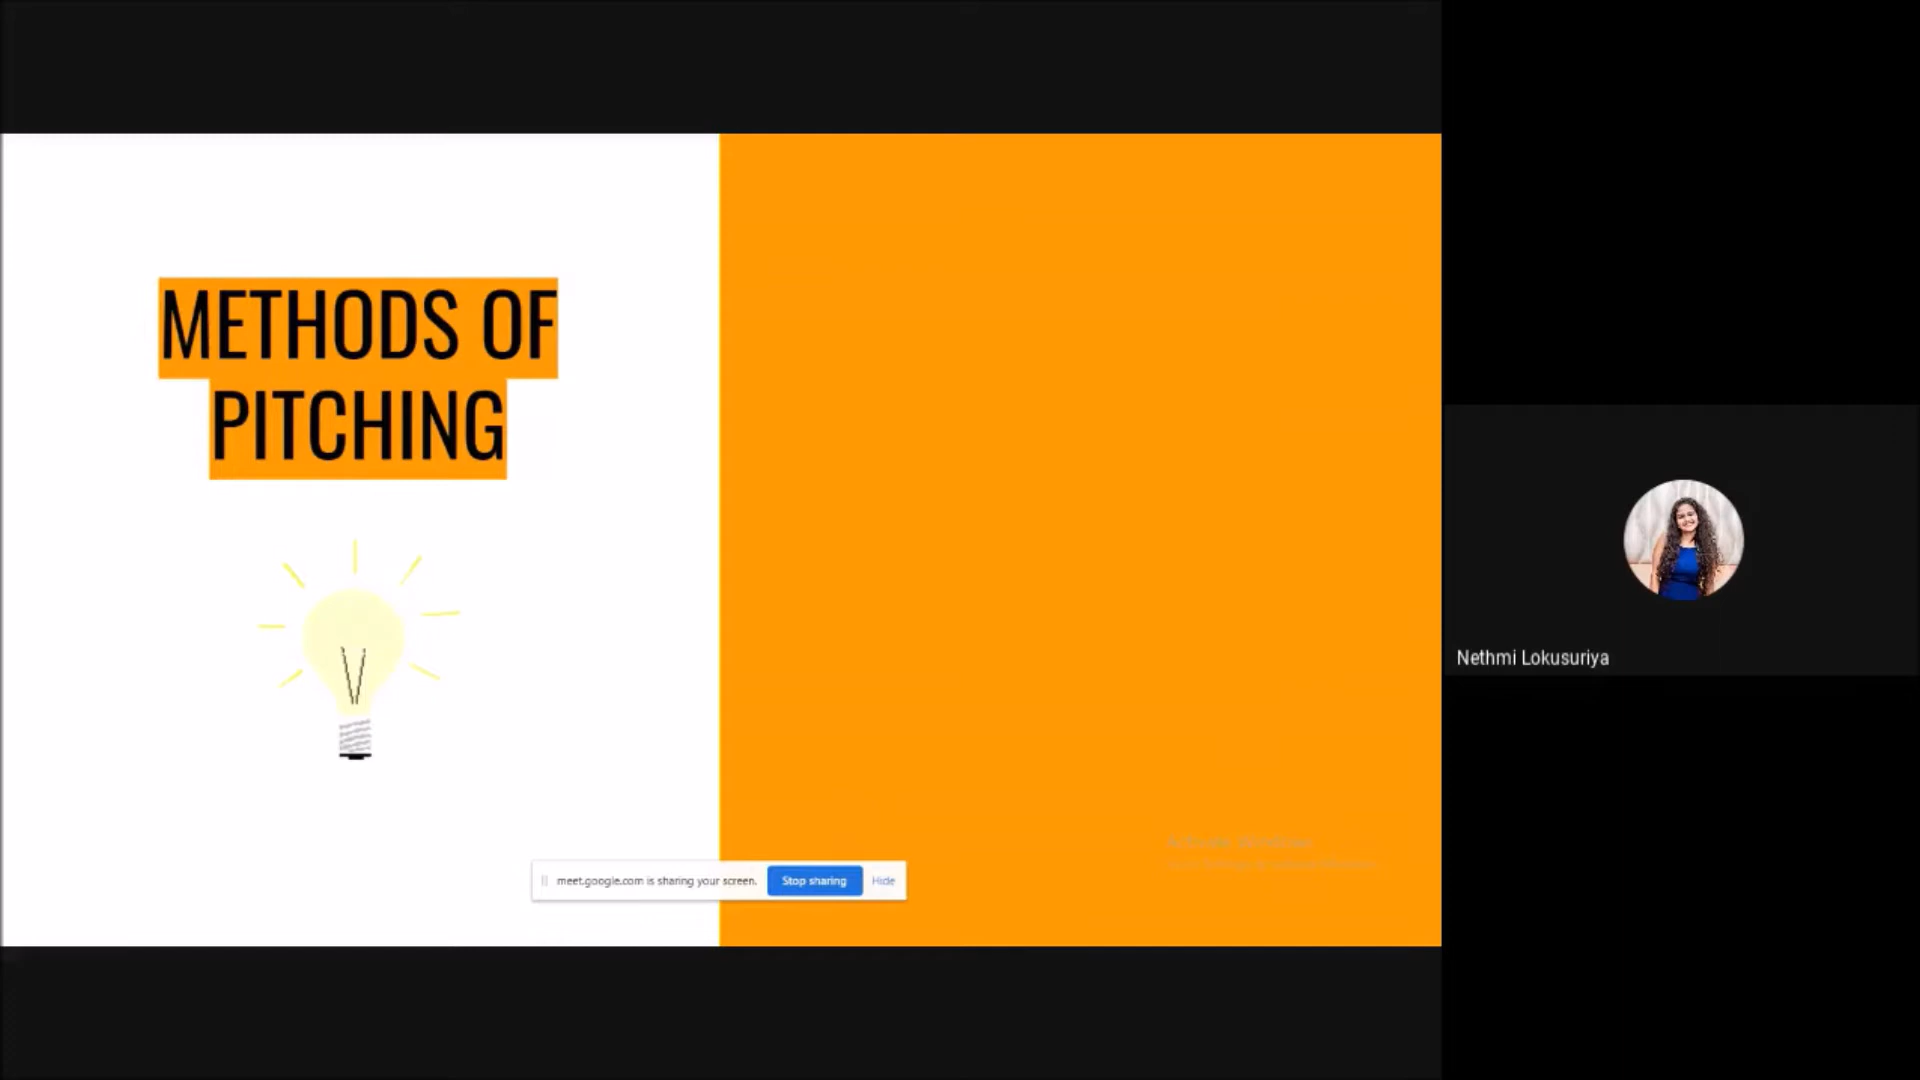 METHODS OF
PITCHING
meet.google.com is sharing your screen.
Stop sharing
Hide
Nethmi Lokusuriya